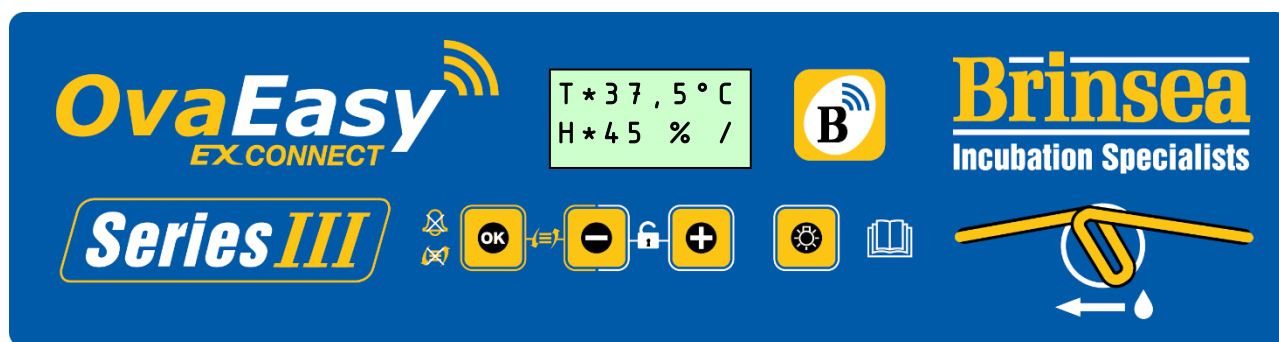 OvaEasy
EX CONNECT
T*37,5°C
H*45 % /
B
Brinsea
Incubation Specialists
Series III
OK